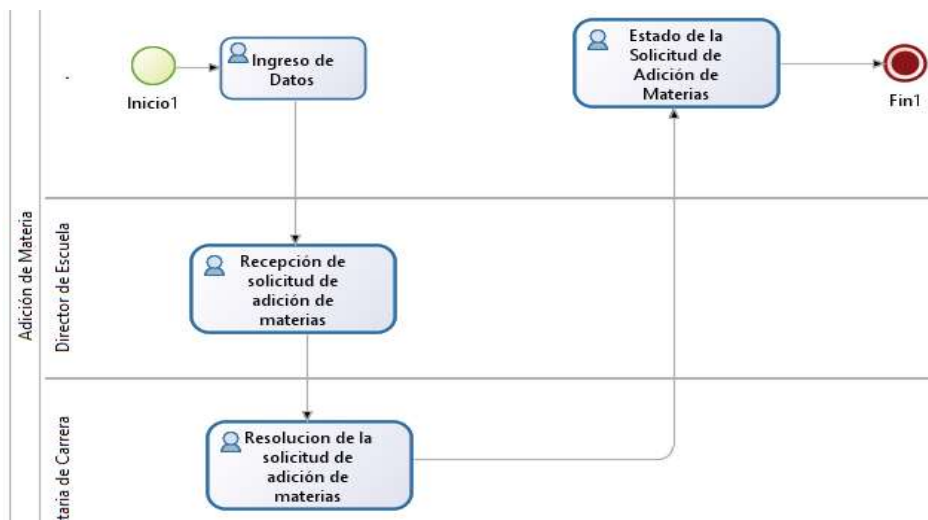 Inicio1
Ingreso de
Datos
Estado de la
Solicitud de
Adición de
Materias
Fin1
Adición de Materia
Director de Escuela
Recepción de
solicitud de
adición de
materias
taria de Carrera
Resolucion de la
solicitud de
adición de
materias